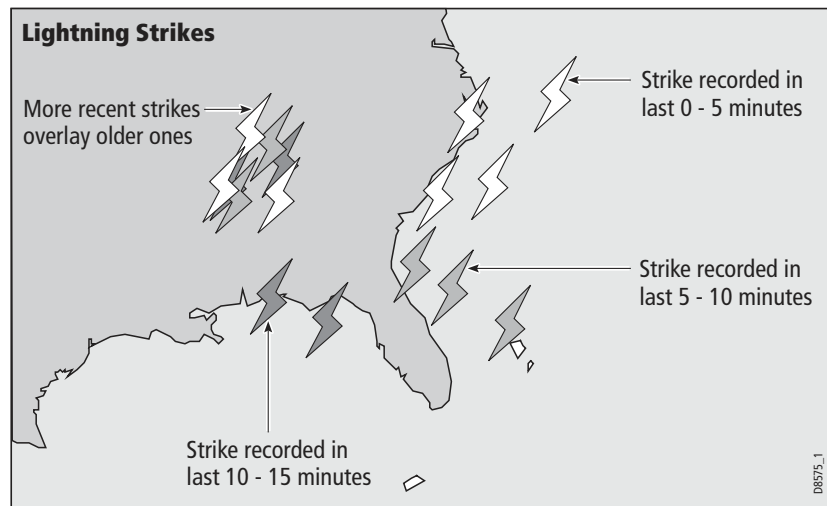 Lightning Strikes
More recent strikes
overlay older ones
Strike recorded in
last 0 - 5 minutes
Strike recorded in
last 5 - 10 minutes
Strike recorded in
last 10 - 15 minutes
D8575_1